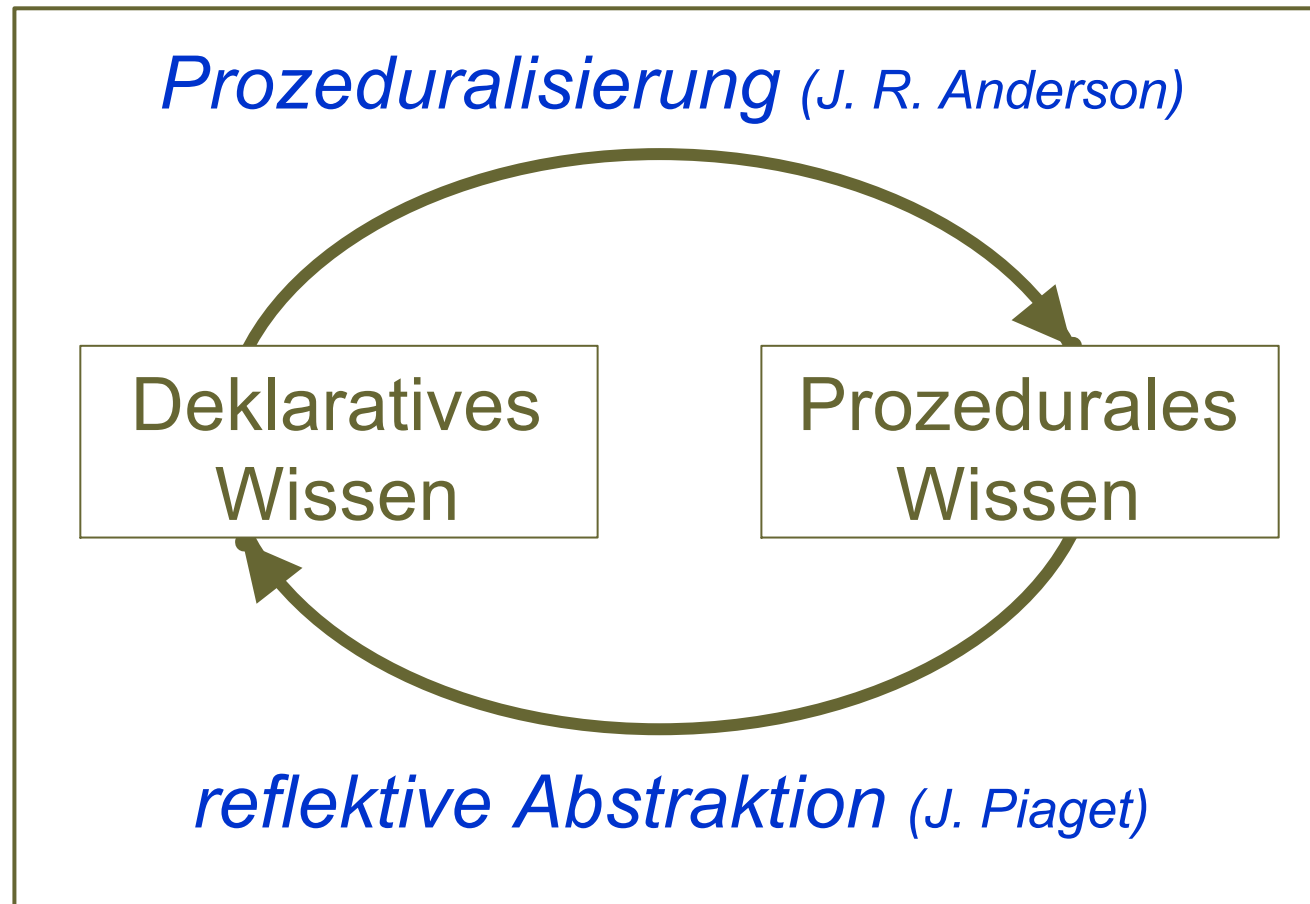 Prozeduralisierung (J. R. Anderson)
Deklaratives
Wissen
Prozedurales
Wissen
reflektive Abstraktion (J. Piaget)